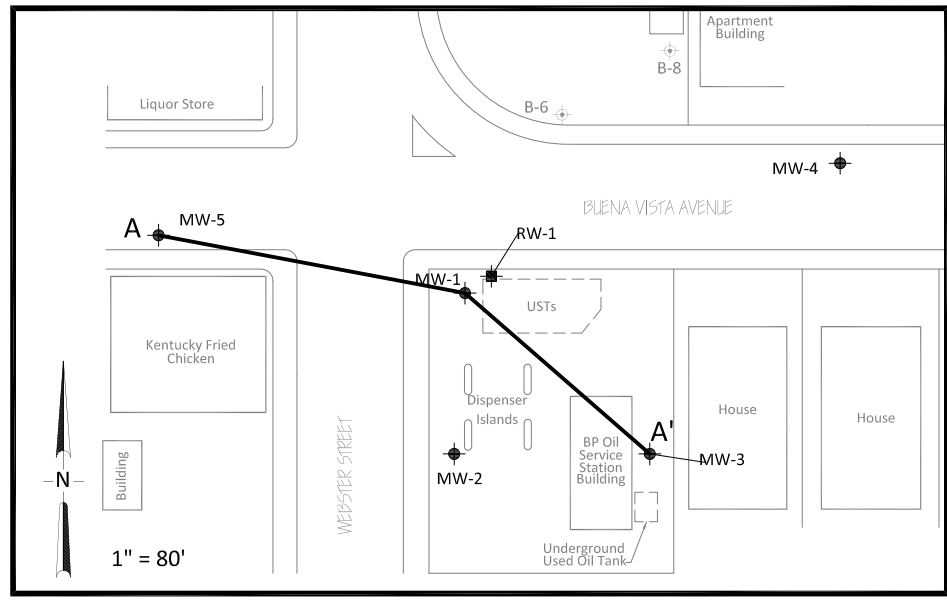 Apartment
Building
B-8
Liquor Store
B-6
MW-4
BUENA VISTA AVENUE
MW-5
A
RW-1
MW-1
USTs
Kentucky Fried
Chicken
Dispenser
Islands
House
House
A'
BP Oil
Service
Station
Building
MW-3
MW-2
WEBSTER STREET
Building
N
Underground
Used Oil Tank
1" = 80'